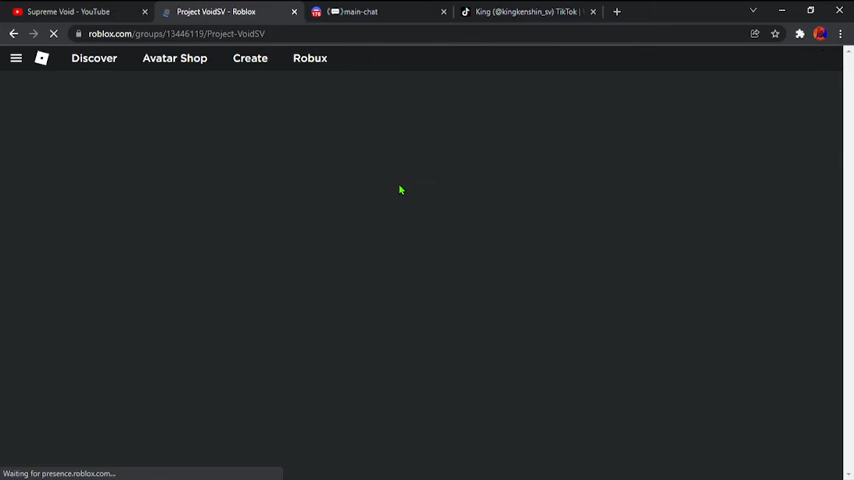 Supreme Void - YouTube
Project VoidSV - Roblox
176
main-chat
King (@kingkenshin_sv) TikTok |
roblox.com/groups/13446119/Project-VoidSV
Discover
Avatar Shop
Create
Robux
Waiting for presence.roblox.com...